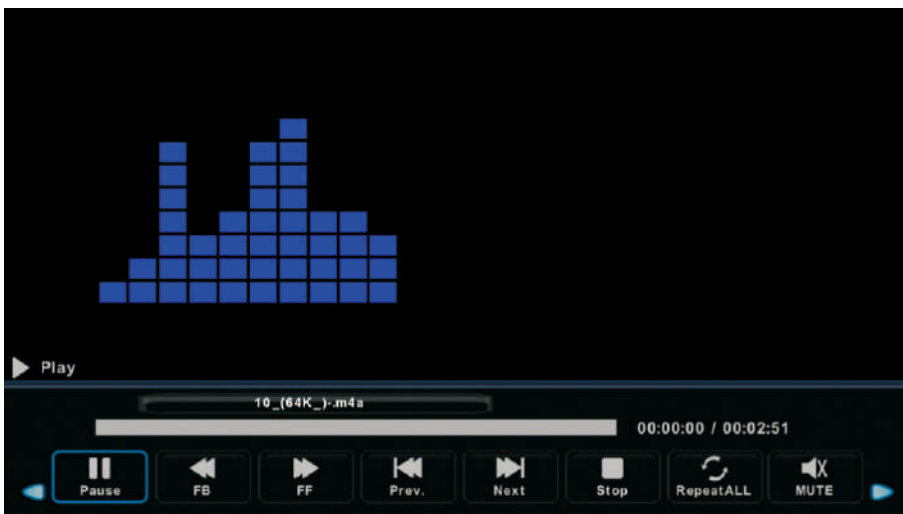 Play
10_(64K_)-.m4a
00:00:00 / 00:02:51
Pause FB FF Prev. Next Stop RepeatALL MUTE